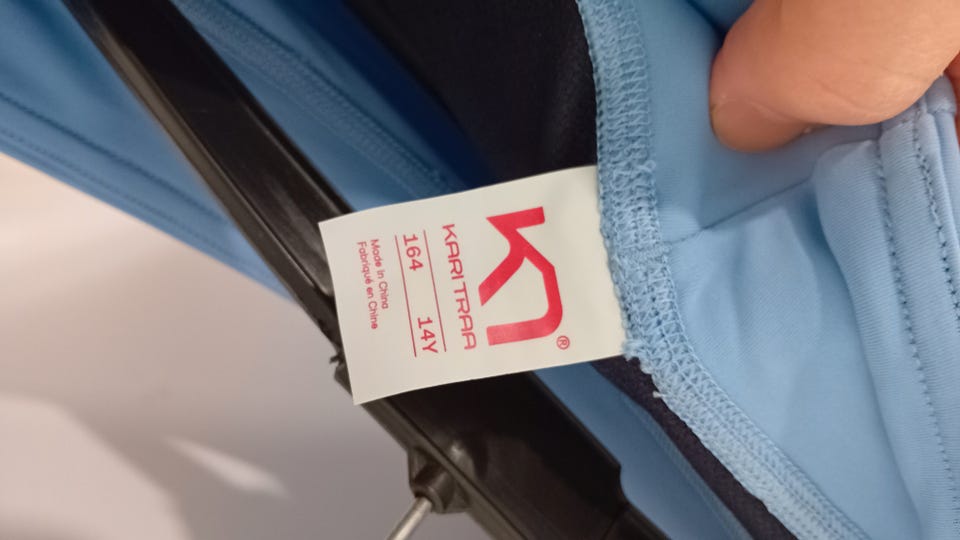 ®
KARI TRAA
164 14Y
Made in China
Fabriqué en Chine